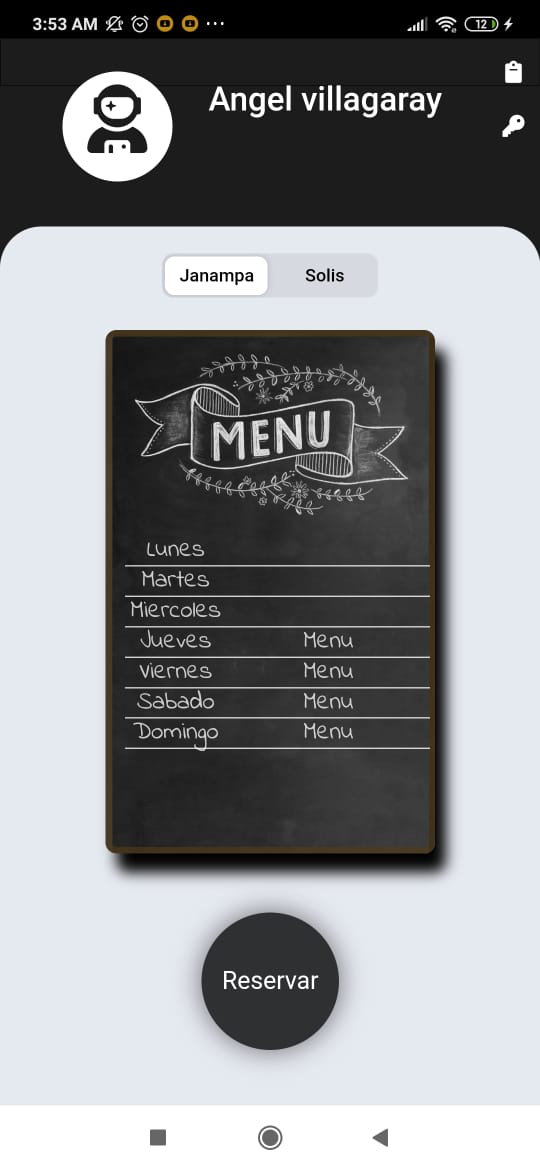 3:53 AM 12
Angel villagaray
Janampa Solis
MENU
Lunes
Martes
Miercoles
Jueves Menu
Viernes Menu
Sabado Menu
Domingo Menu
Reservar